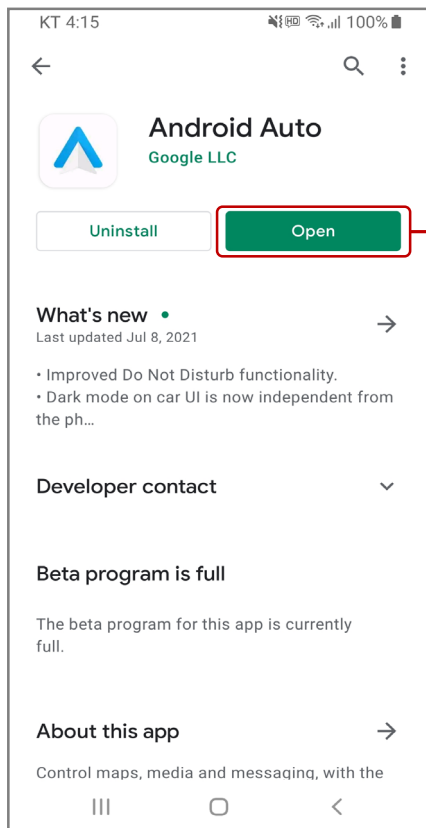 KT 4:15 HD 100%
Android Auto
Google LLC
Uninstall Open
What's new •
Last updated Jul 8, 2021
• Improved Do Not Disturb functionality.
• Dark mode on car UI is now independent from
the ph…
Developer contact
Beta program is full
The beta program for this app is currently
full.
About this app
Control maps, media and messaging, with the